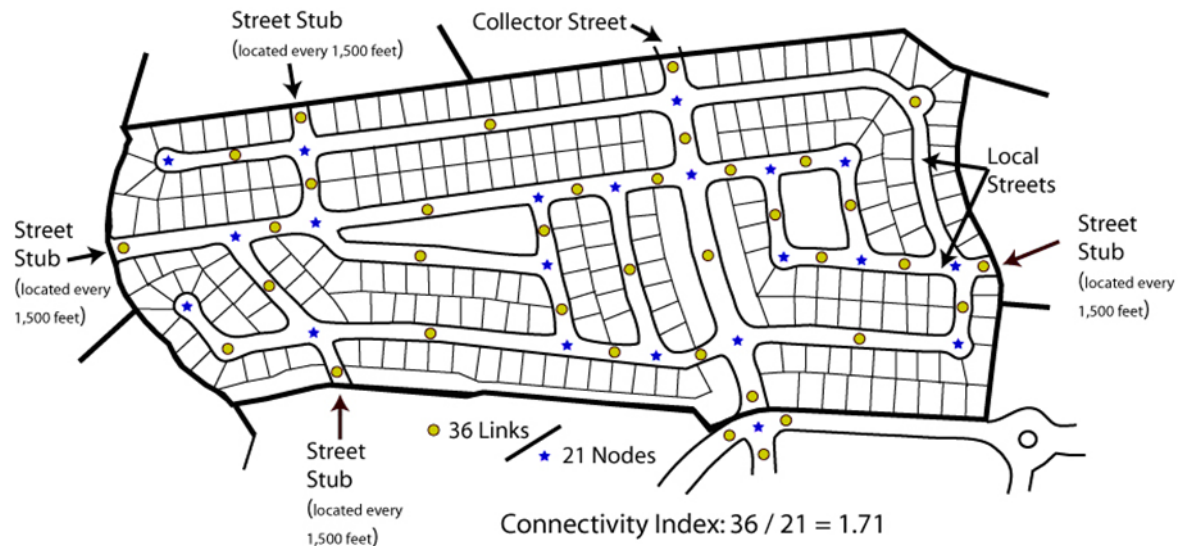 Street Stub
(located every 1,500 feet)
Collector Street
Local
Streets
Street
Stub
(located every
1,500 feet)
Street
Stub
(located every
1,500 feet)
36 Links
21 Nodes
Street
Stub
(located every
1,500 feet)
Connectivity Index: 36 / 21 = 1.71